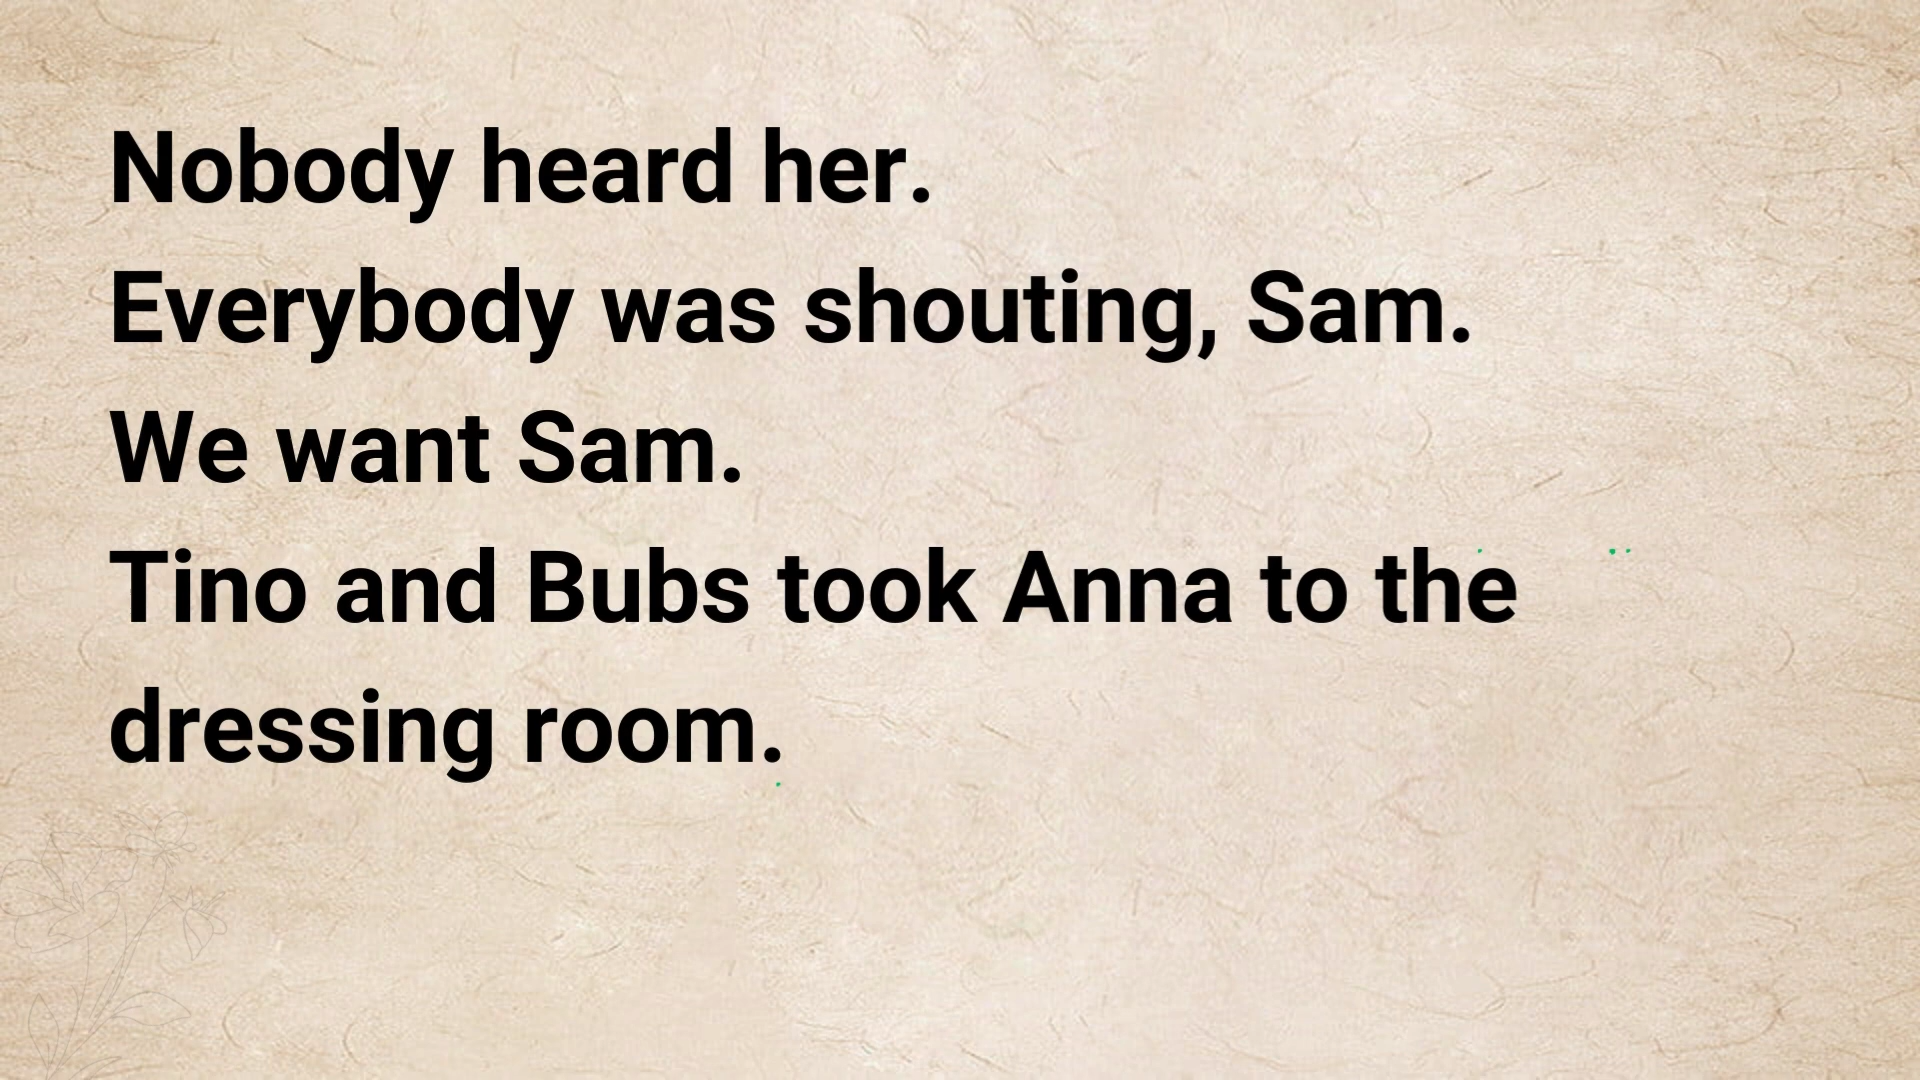 Nobody heard her.
Everybody was shouting, Sam.
We want Sam.
Tino and Bubs took Anna to the
dressing room.